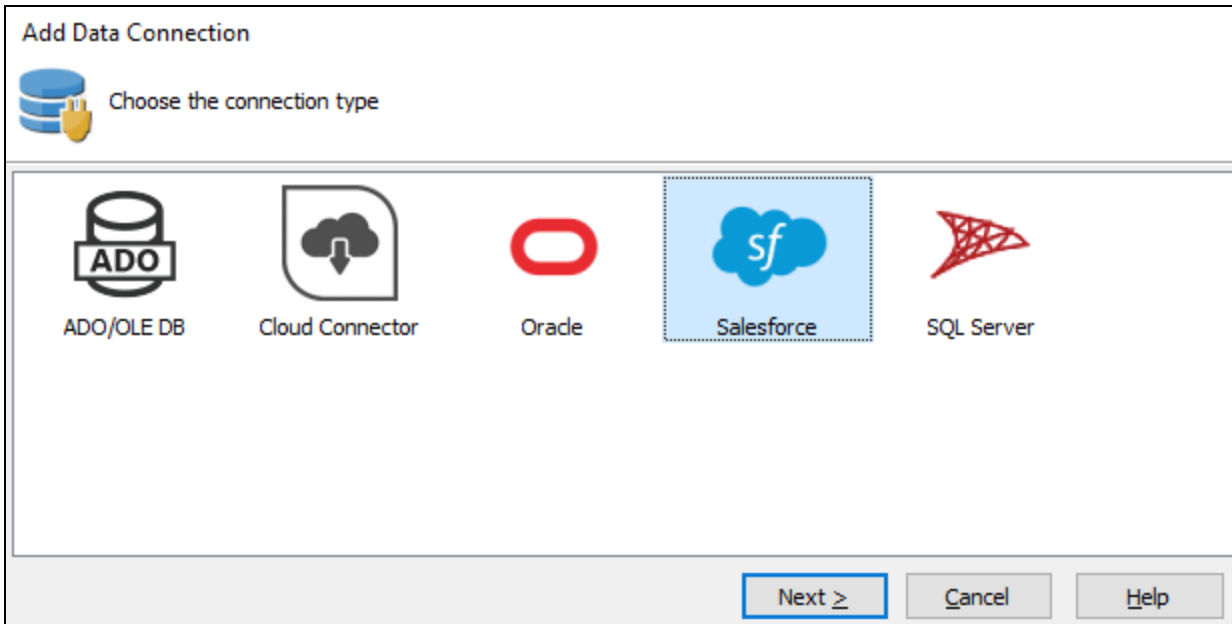 Add Data Connection
Choose the connection type
ADO
sf
ADO/OLE DB
Cloud Connector
Oracle
Salesforce
SQL Server
Next >
Cancel
Help